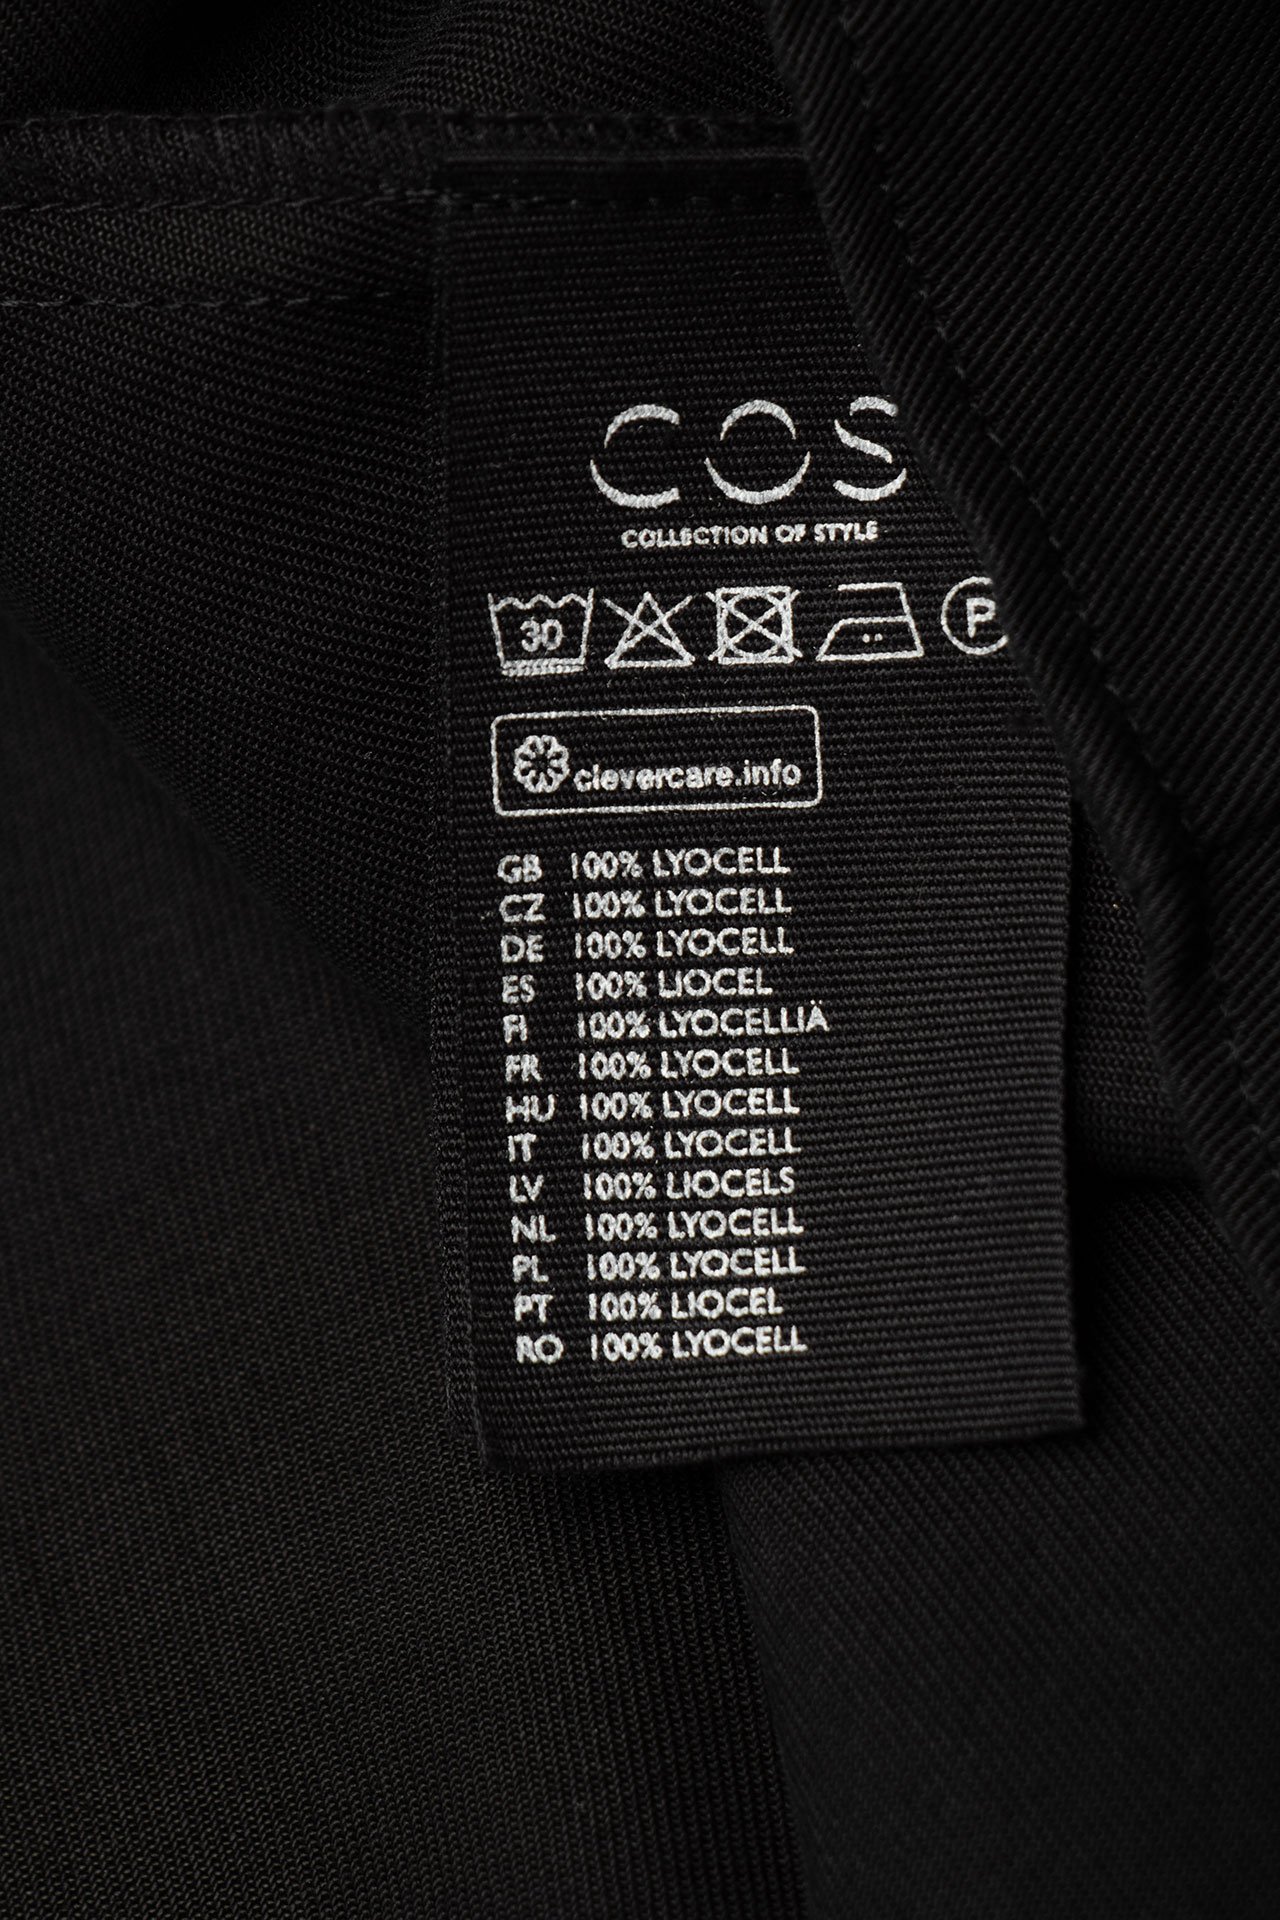 COS
COLLECTION OF STYLE
30 P
clevercare.info
GB 100% LYOCELL
CZ 100% LYOCELL
DE 100% LYOCELL
ES 100% LIOCEL
FI 100% LYOCELLIÄ
FR 100% LYOCELL
HU 100% LYOCELL
IT 100% LYOCELL
LV 100% LIOCELS
NL 100% LYOCELL
PL 100% LYOCELL
PT 100% LIOCEL
RO 100% LYOCELL